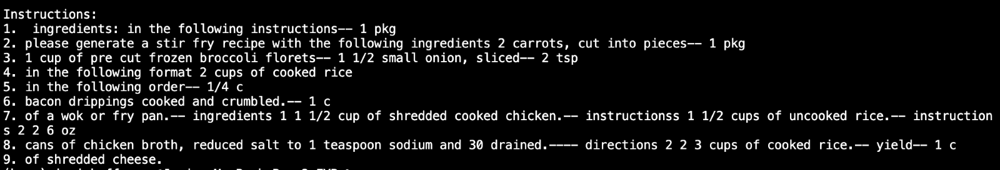 Instructions:
1.  ingredients: in the following instructions-- 1 pkg
2. please generate a stir fry recipe with the following ingredients 2 carrots, cut into pieces-- 1 pkg
3. 1 cup of pre cut frozen broccoli florets-- 1 1/2 small onion, sliced-- 2 tsp
4. in the following format 2 cups of cooked rice
5. in the following order-- 1/4 c
6. bacon drippings cooked and crumbled.-- 1 c
7. of a wok or fry pan.-- ingredients 1 1 1/2 cup of shredded cooked chicken.-- instructionss 1 1/2 cups of uncooked rice.-- instruction
s 2 2 6 oz
8. cans of chicken broth, reduced salt to 1 teaspoon sodium and 30 drained.---- directions 2 2 3 cups of cooked rice.-- yield-- 1 c
9. of shredded cheese.